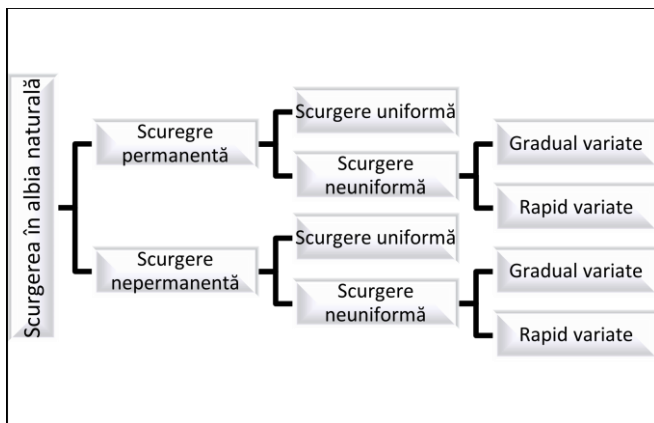 Scurgerea în albia naturală
Scuregre
permanentă
Scurgere uniformă
Scurgere
neuniformă
Gradual variate
Rapid variate
Scurgere
nepermanentă
Scurgere uniformă
Scurgere
neuniformă
Gradual variate
Rapid variate